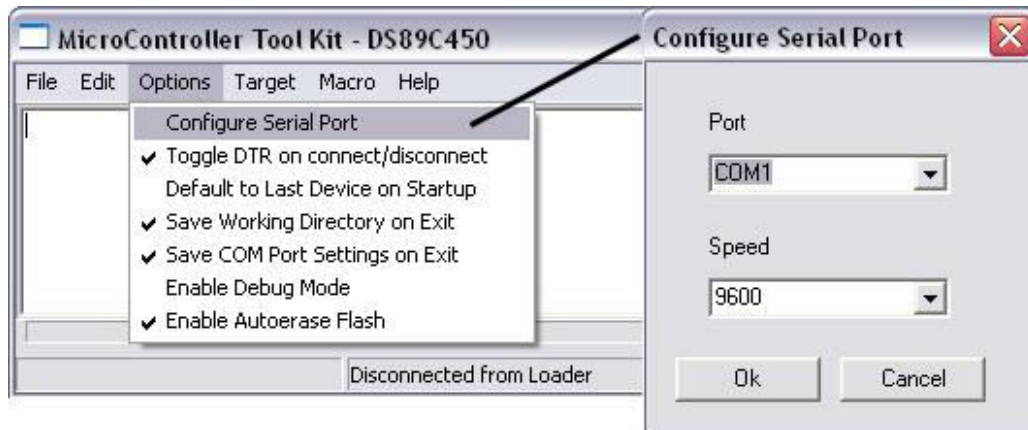 MicroController Tool Kit - DS89C450
File Edit Options Target Macro Help
Configure Serial Port
Toggle DTR on connect/disconnect
Default to Last Device on Startup
Save Working Directory on Exit
Save COM Port Settings on Exit
Enable Debug Mode
Enable Autoerase Flash
Disconnected from Loader
Configure Serial Port
Port
COM1
Speed
9600
Ok Cancel